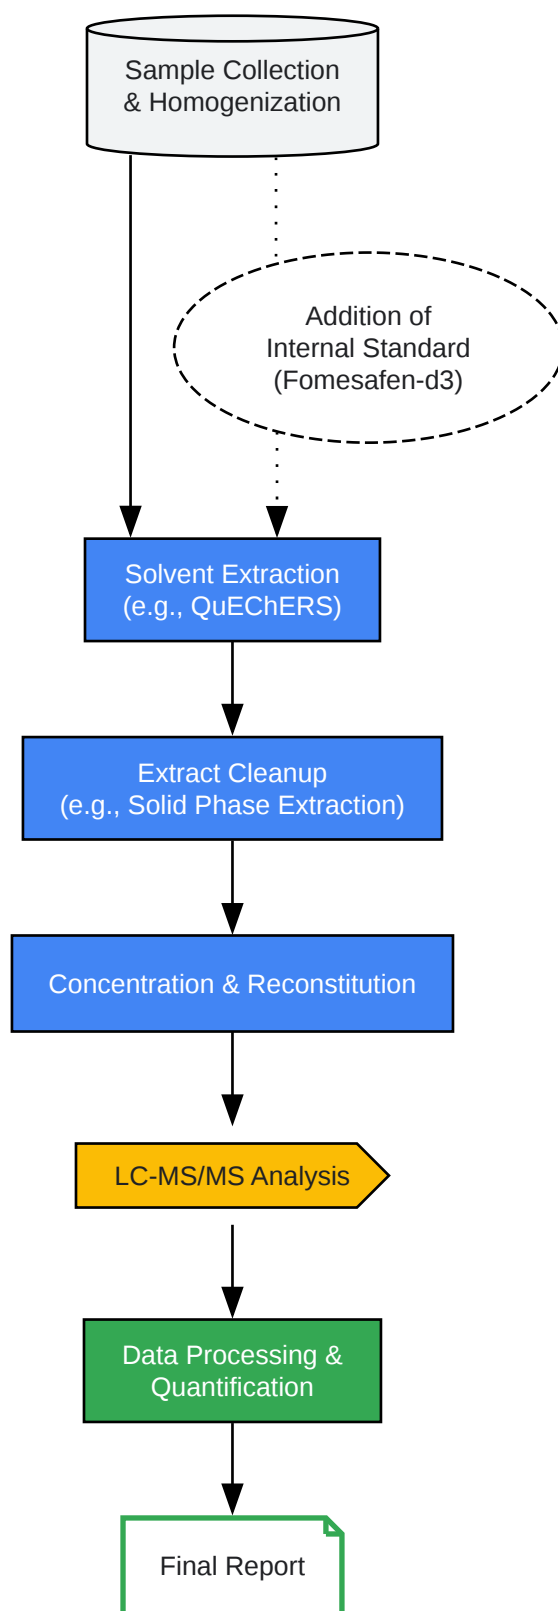 Sample Collection
& Homogenization
Addition of
Internal Standard
(Fomesafen-d3)
Solvent Extraction
(e.g., QuEChERS)
Extract Cleanup
(e.g., Solid Phase Extraction)
Concentration & Reconstitution
LC-MS/MS Analysis
Data Processing &
Quantification
Final Report